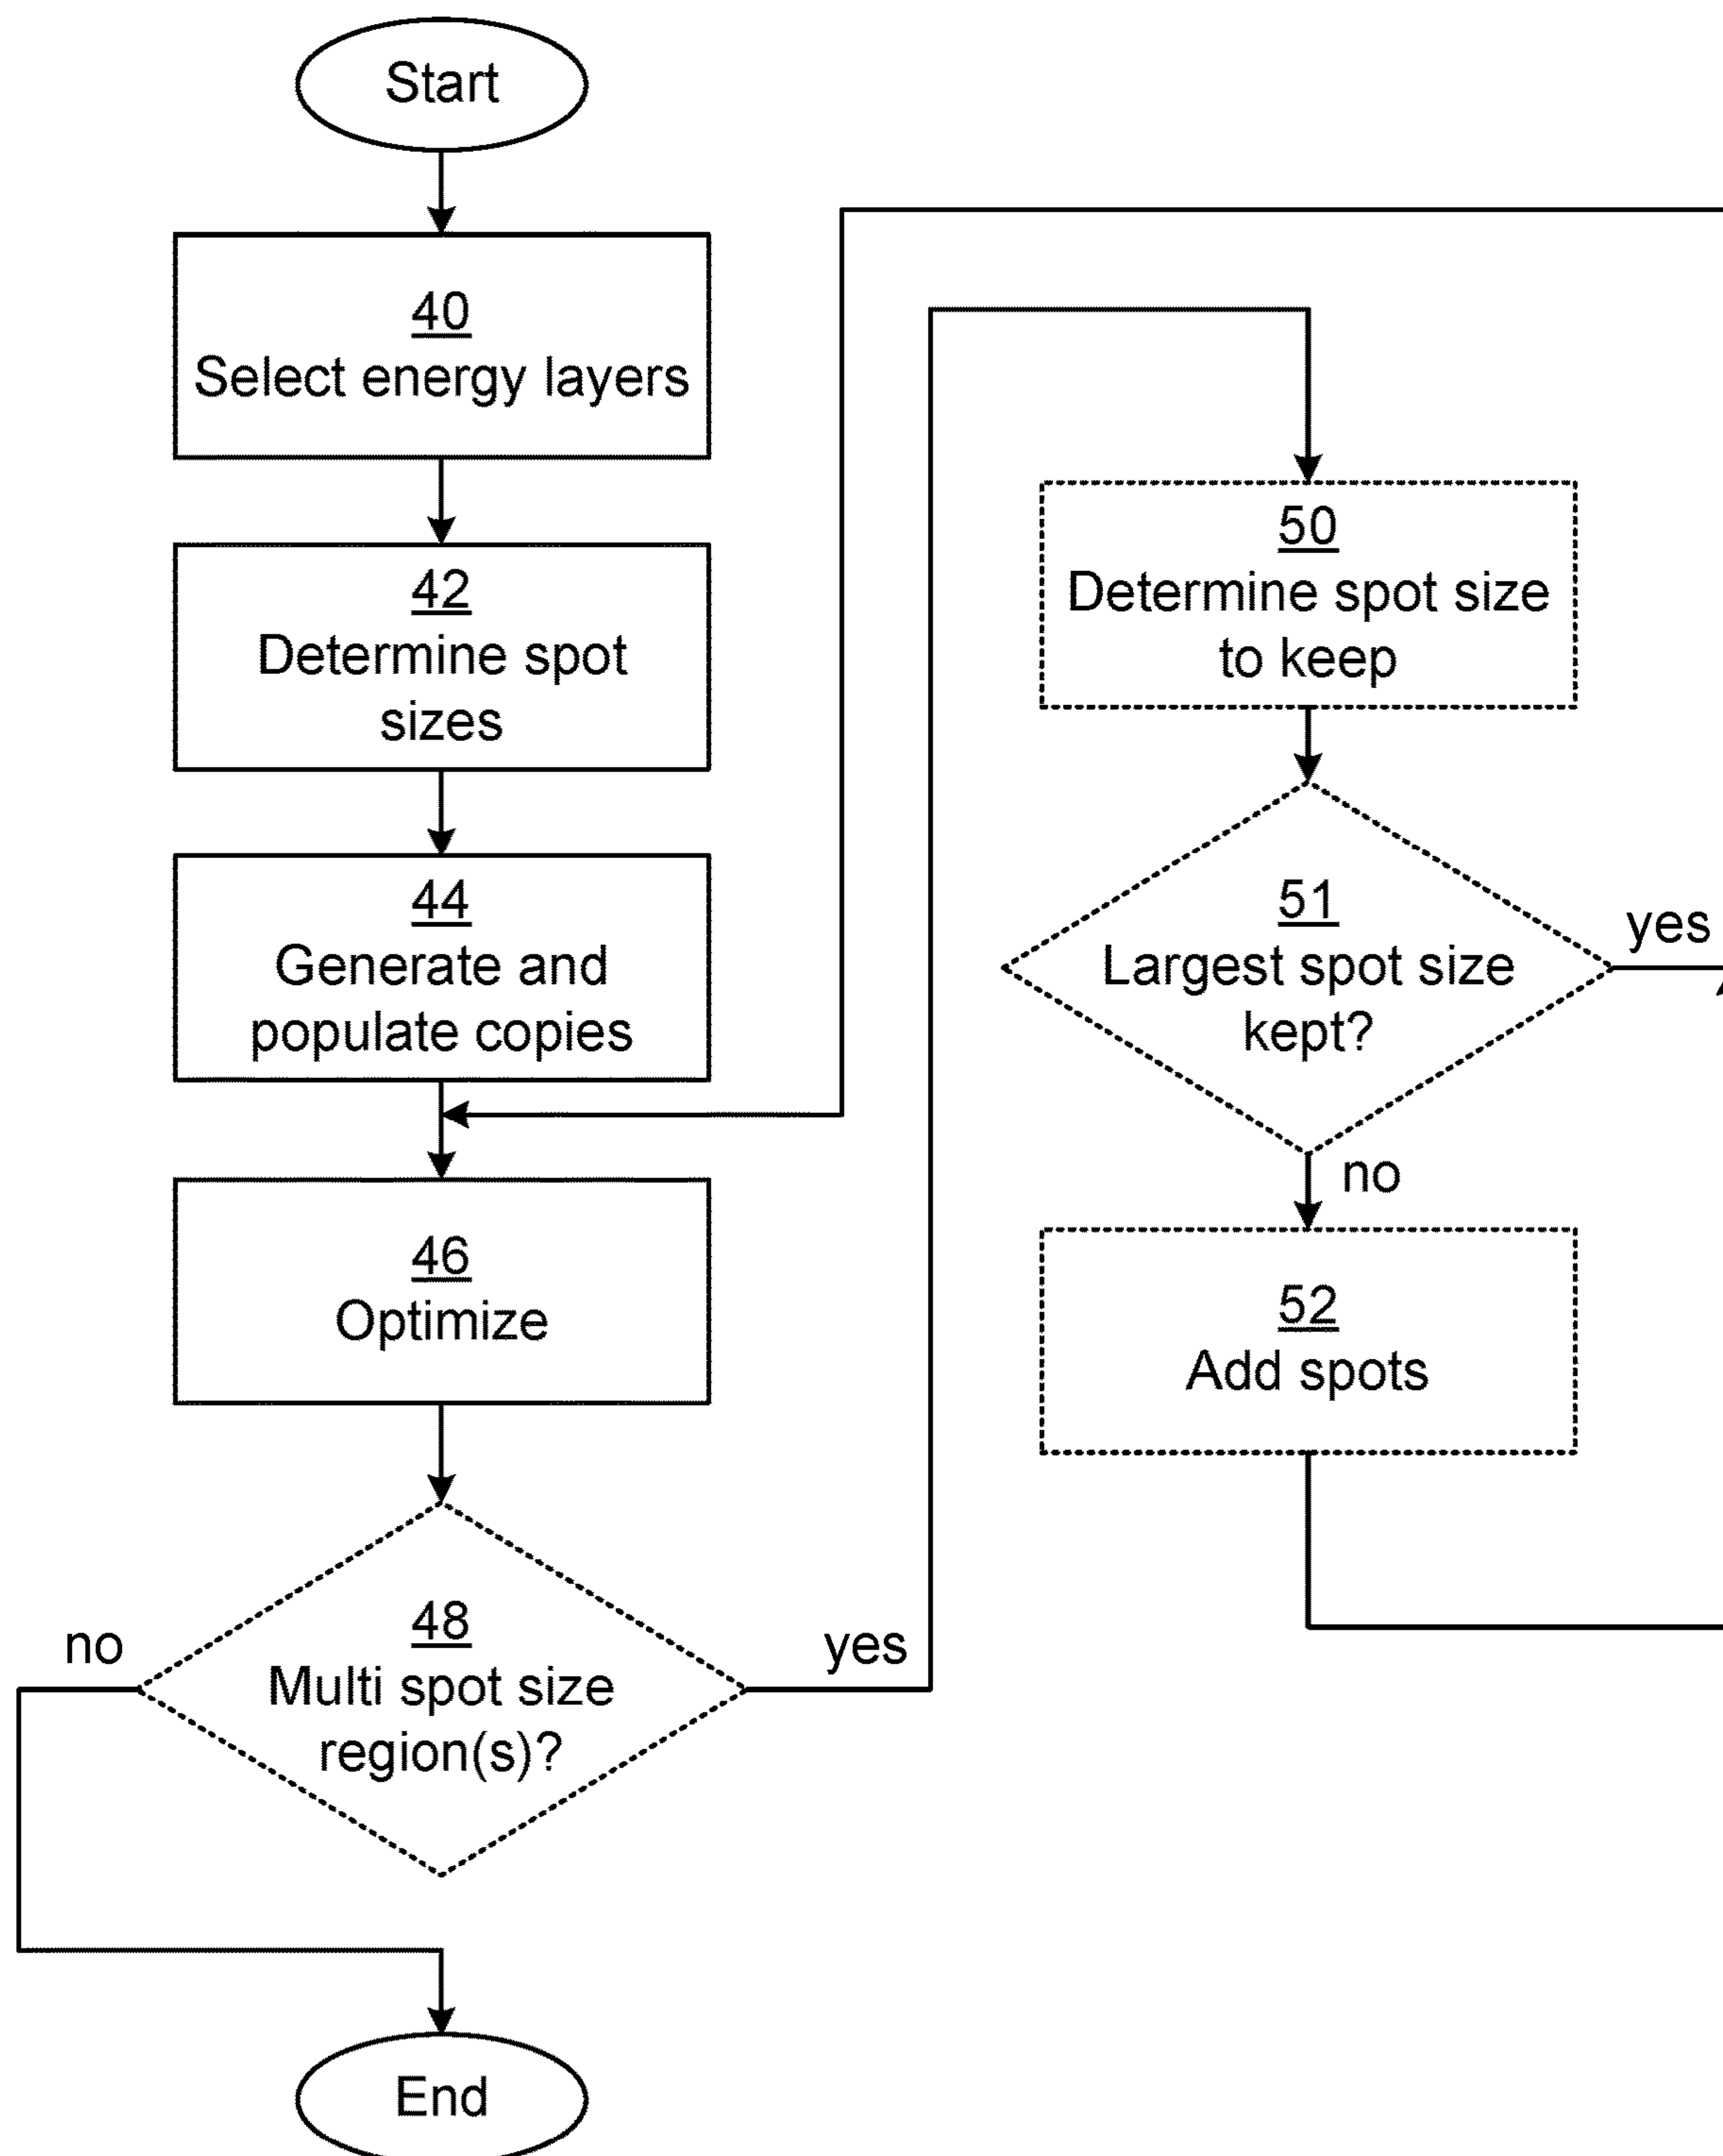 Start
40
Select energy layers
42
Determine spot
sizes
44
Generate and
populate copies
46
Optimize
48
Multi spot size
region(s)?
no
yes
End
50
Determine spot size
to keep
51
Largest spot size
kept?
yes
no
52
Add spots